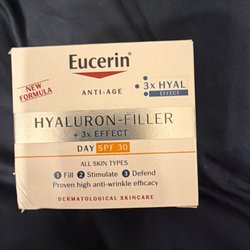 Eucerin®
NEW
FORMULA
ANTI-AGE
3x HYAL
EFFECT
HYALURON-FILLER
+ 3x EFFECT
DAY SPF 30
ALL SKIN TYPES
1 Fill 2 Stimulate 3 Defend
Proven high anti-wrinkle efficacy
DERMATOLOGICAL SKINCARE